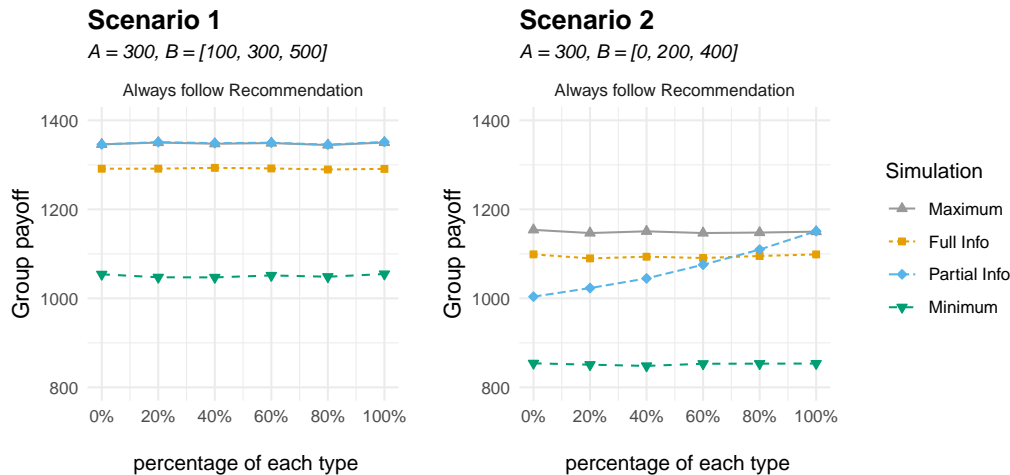 Scenario 1
A = 300, B = [100, 300, 500]
Always follow Recommendation
1400
1200
1000
800
Group payoff
0% 20% 40% 60% 80% 100%
percentage of each type
Scenario 2
A = 300, B = [0, 200, 400]
Always follow Recommendation
1400
1200
1000
800
Group payoff
0% 20% 40% 60% 80% 100%
percentage of each type
Simulation
Maximum
Full Info
Partial Info
Minimum